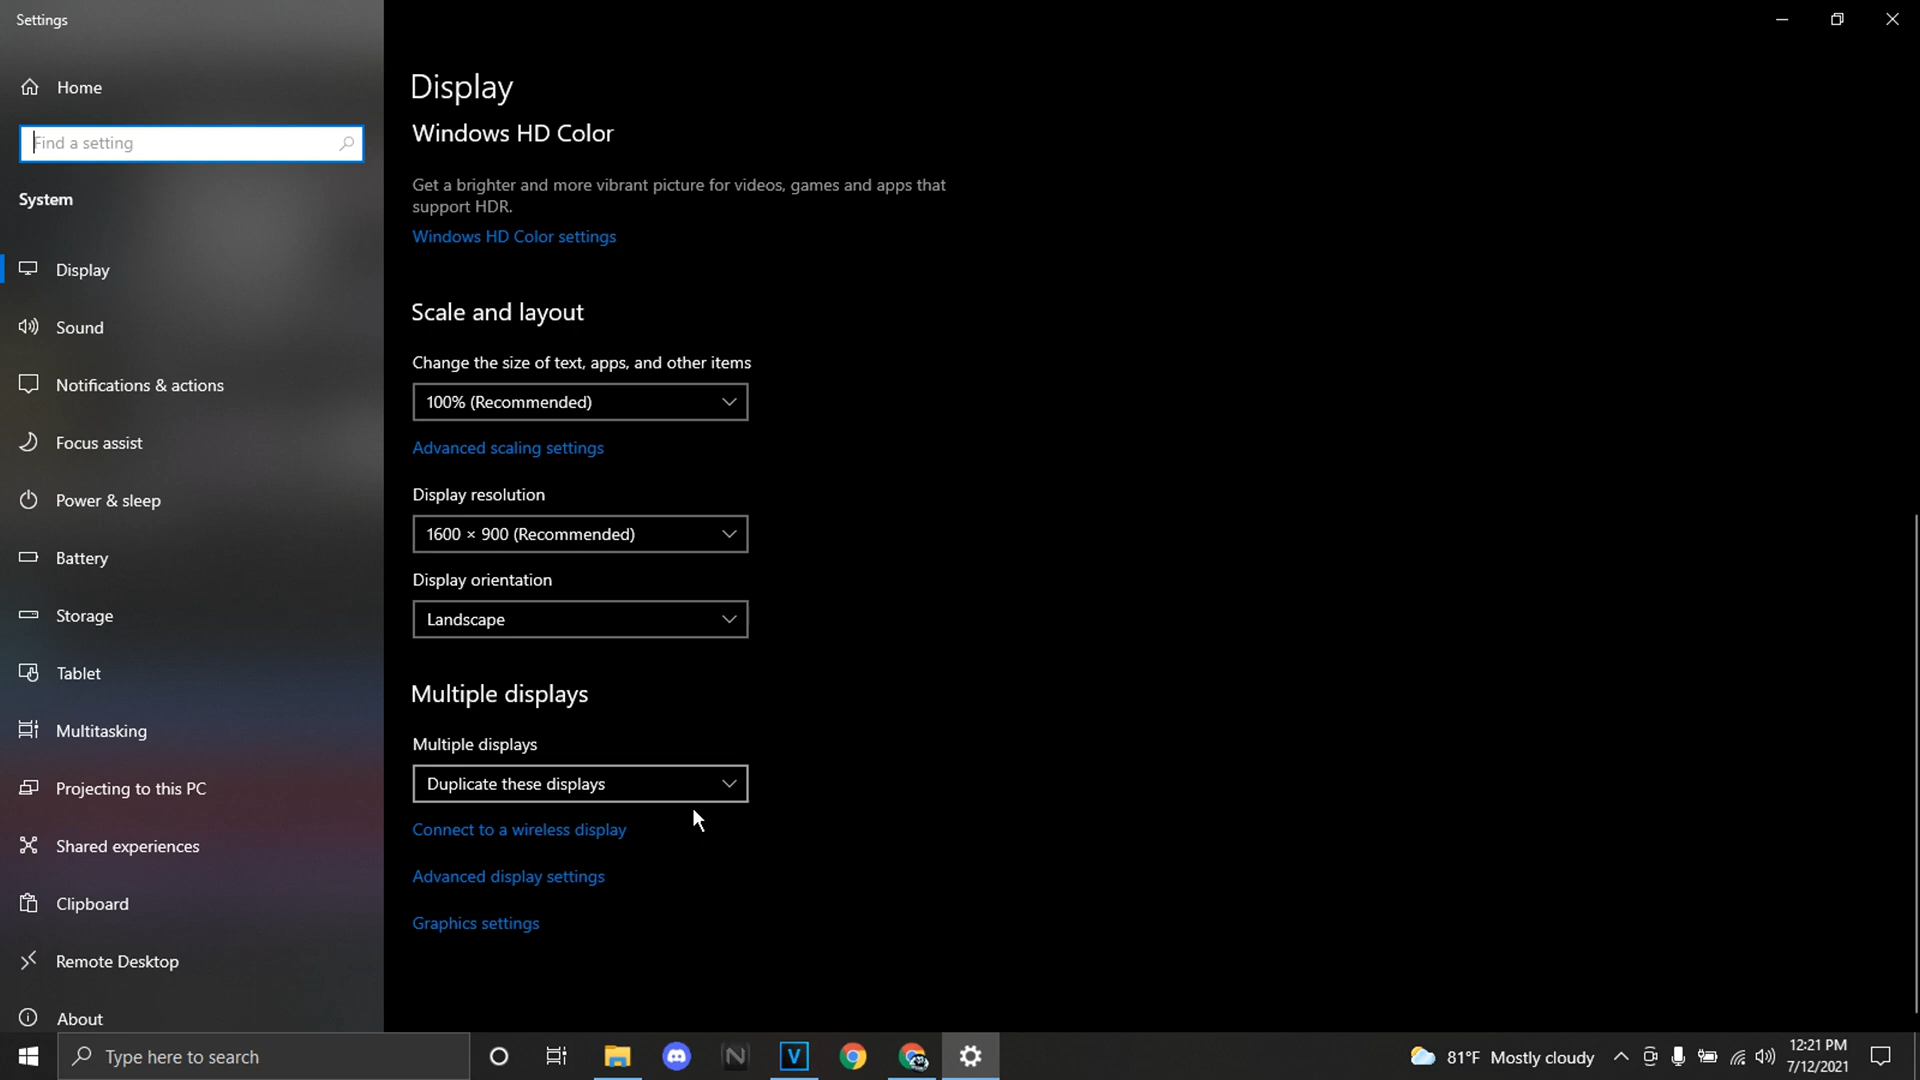 Settings
Home
Find a setting
System
Display
Sound
Notifications & actions
Focus assist
Power & sleep
Battery
Storage
Tablet
Multitasking
Projecting to this PC
Shared experiences
Clipboard
Remote Desktop
About
Display
Windows HD Color
Get a brighter and more vibrant picture for videos, games and apps that
support HDR.
Windows HD Color settings
Scale and layout
Change the size of text, apps, and other items
100% (Recommended)
Advanced scaling settings
Display resolution
1600 × 900 (Recommended)
Display orientation
Landscape
Multiple displays
Multiple displays
Duplicate these displays
Connect to a wireless display
Advanced display settings
Graphics settings
Type here to search
N
V
81°F Mostly cloudy
12:21 PM
7/12/2021